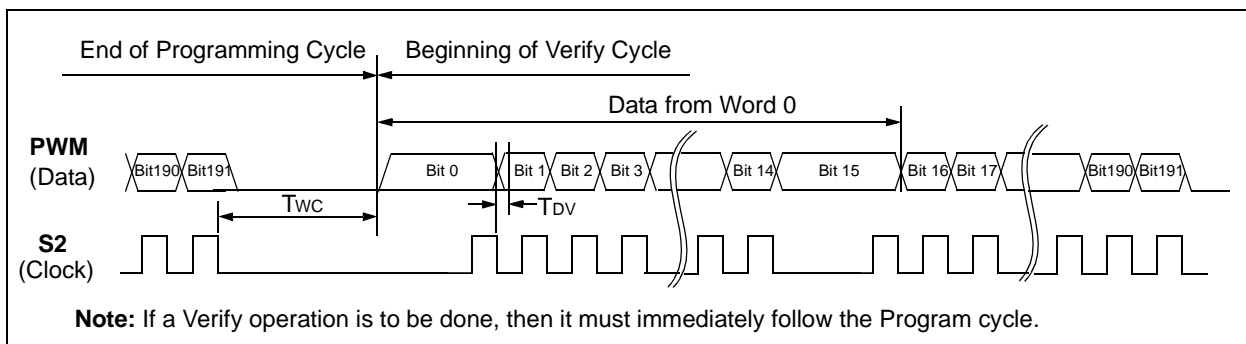 End of Programming Cycle Beginning of Verify Cycle
Data from Word 0
PWM
(Data)
Bit190 Bit191 Bit 0 Bit 1 Bit 2 Bit 3 Bit 14 Bit 15 Bit 16 Bit 17 Bit190 Bit191
TWC TDV
S2
(Clock)
Note: If a Verify operation is to be done, then it must immediately follow the Program cycle.